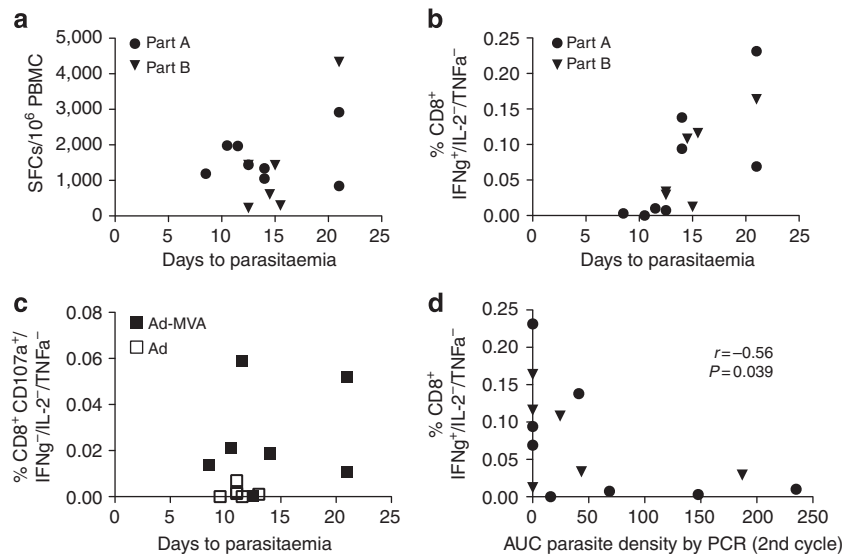 a
5,000
4,000
3,000
2,000
1,000
0
SFCs/10⁶ PBMC
Part A
Part B
0 5 10 15 20 25
Days to parasitaemia
b
0.25
0.20
0.15
0.10
0.05
0.00
% CD8⁺
IFNg⁺/IL-2⁻/TNFa⁻
Part A
Part B
0 5 10 15 20 25
Days to parasitaemia
c
0.08
0.06
0.04
0.02
0.00
% CD8⁺ CD107a⁺/
IFNg⁻/IL-2⁻/TNFa⁻
Ad-MVA
Ad
0 5 10 15 20 25
Days to parasitaemia
d
0.25
0.20
0.15
0.10
0.05
0.00
% CD8⁺
IFNg⁺/IL-2⁻/TNFa⁻
r=–0.56
P=0.039
0 50 100 150 200 250
AUC parasite density by PCR (2nd cycle)